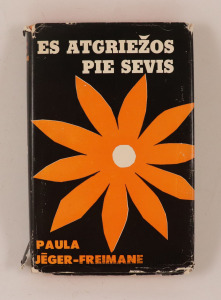 ES ATGRIEŽOS
PIE SEVIS
PAULA
JĒGER-FREIMANE